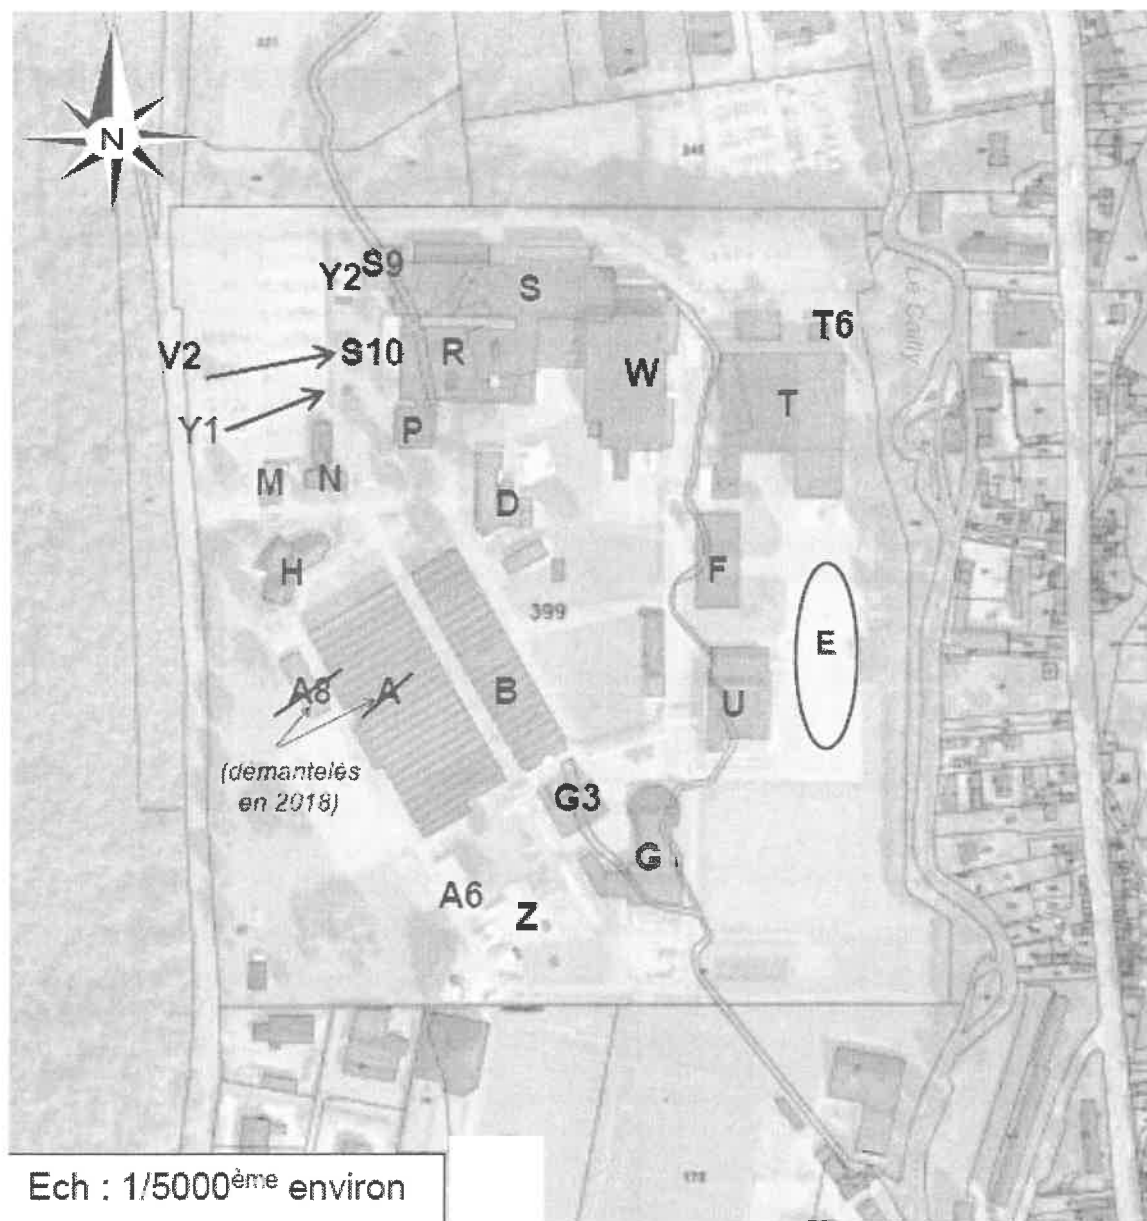 N
248
Y2
S9
S
T6
Le Cailly
V2
S10
R
W
Y1
P
T
M
N
D
H
F
399
E
A8
A
B
U
(démantelés
en 2018)
G3
G
A6
Z
Ech : 1/5000ème environ